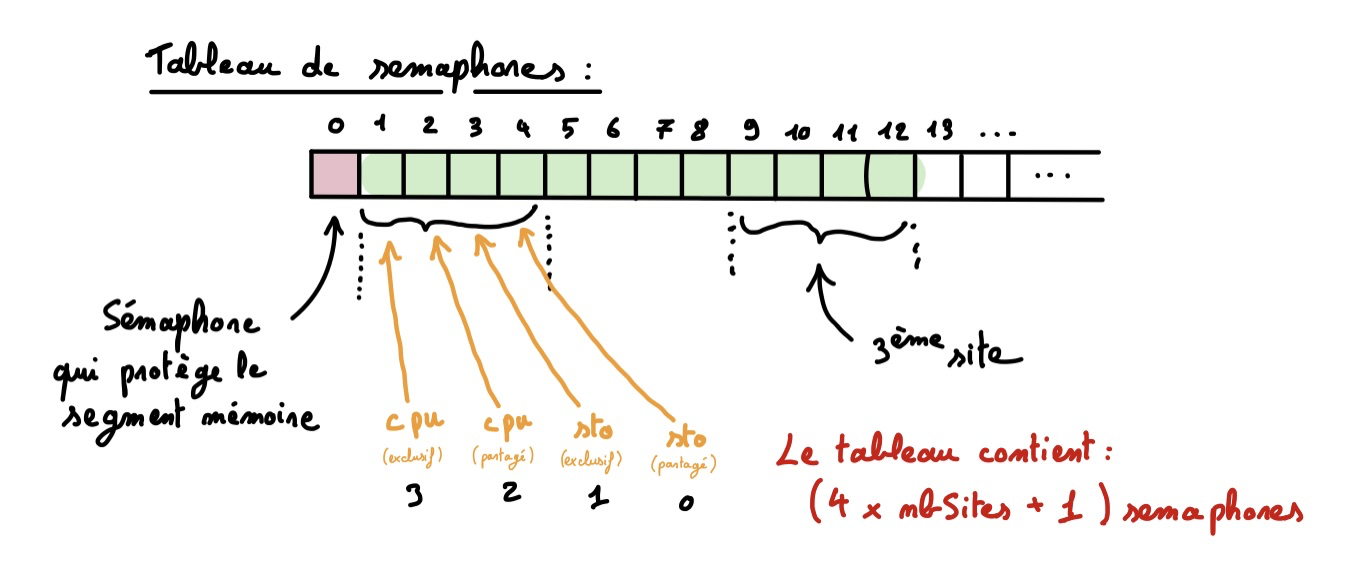 Tableau de semaphores :
0 1 2 3 4 5 6 7 8 9 10 11 12 13 ...
...
Sémaphore
qui protège le
segment mémoire
3ème site
cpu cpu sto sto
(exclusif) (partagé) (exclusif) (partagé)
3 2 1 0
Le tableau contient :
(4 x nbSites + 1) semaphores